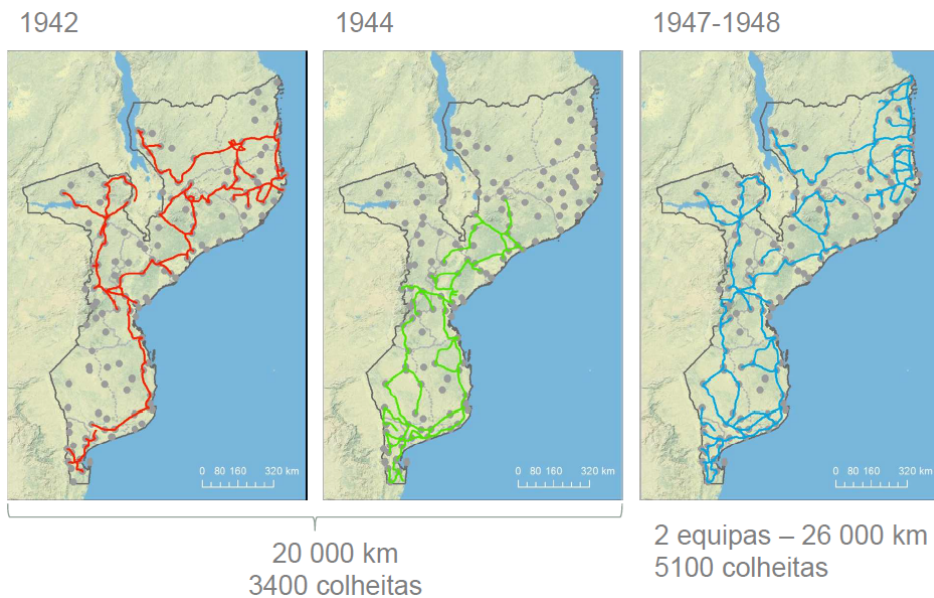 1942
1944
1947-1948
0 80 160 320 km
0 80 160 320 km
0 80 160 320 km
20 000 km
3400 colheitas
2 equipas – 26 000 km
5100 colheitas